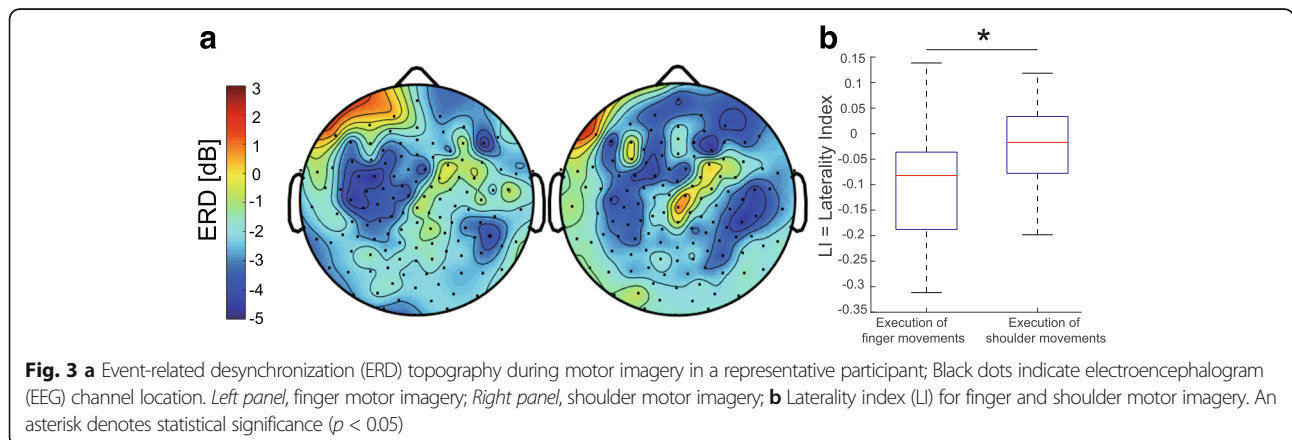 a
b
*
3
2
1
0
-1
-2
-3
-4
-5
ERD [dB]
0.15
0.1
0.05
0
-0.05
-0.1
-0.15
-0.2
-0.25
-0.3
-0.35
LI = Laterality Index
Execution of
finger movements
Execution of
shoulder movements
Fig. 3 a Event-related desynchronization (ERD) topography during motor imagery in a representative participant; Black dots indicate electroencephalogram
(EEG) channel location. Left panel, finger motor imagery; Right panel, shoulder motor imagery; b Laterality index (LI) for finger and shoulder motor imagery. An
asterisk denotes statistical significance (p < 0.05)